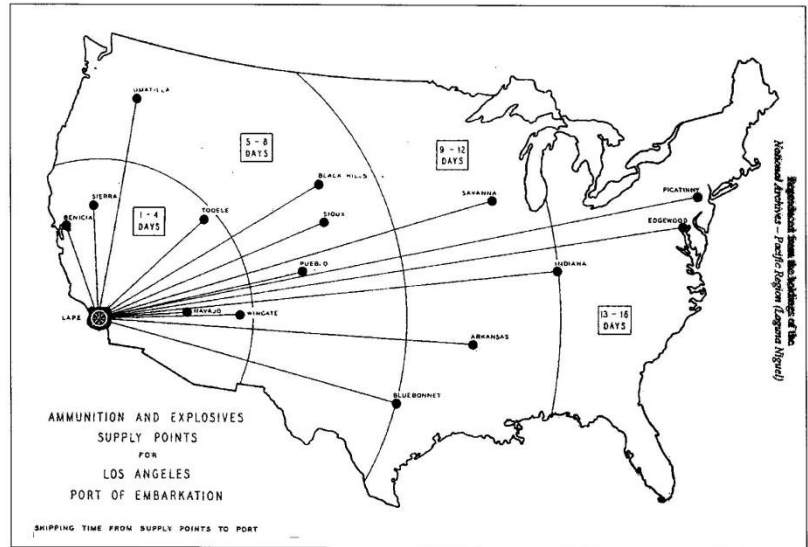 UMATILLA
5 - 8
DAYS
9 - 12
DAYS
BLACK HILLS
SIERRA
1 - 4
DAYS
TOOELE
SAVANNA
PICATINNY
BENICIA
SIOUX
EDGEWOOD
PUEBLO
INDIANA
LAPE
NAVAJO
WINGATE
13 - 16
DAYS
ARKANSAS
BLUEBONNET
AMMUNITION AND EXPLOSIVES
SUPPLY POINTS
FOR
LOS ANGELES
PORT OF EMBARKATION
SHIPPING TIME FROM SUPPLY POINTS TO PORT
Reproduced from the holdings of the
National Archives – Pacific Region (Laguna Niguel)